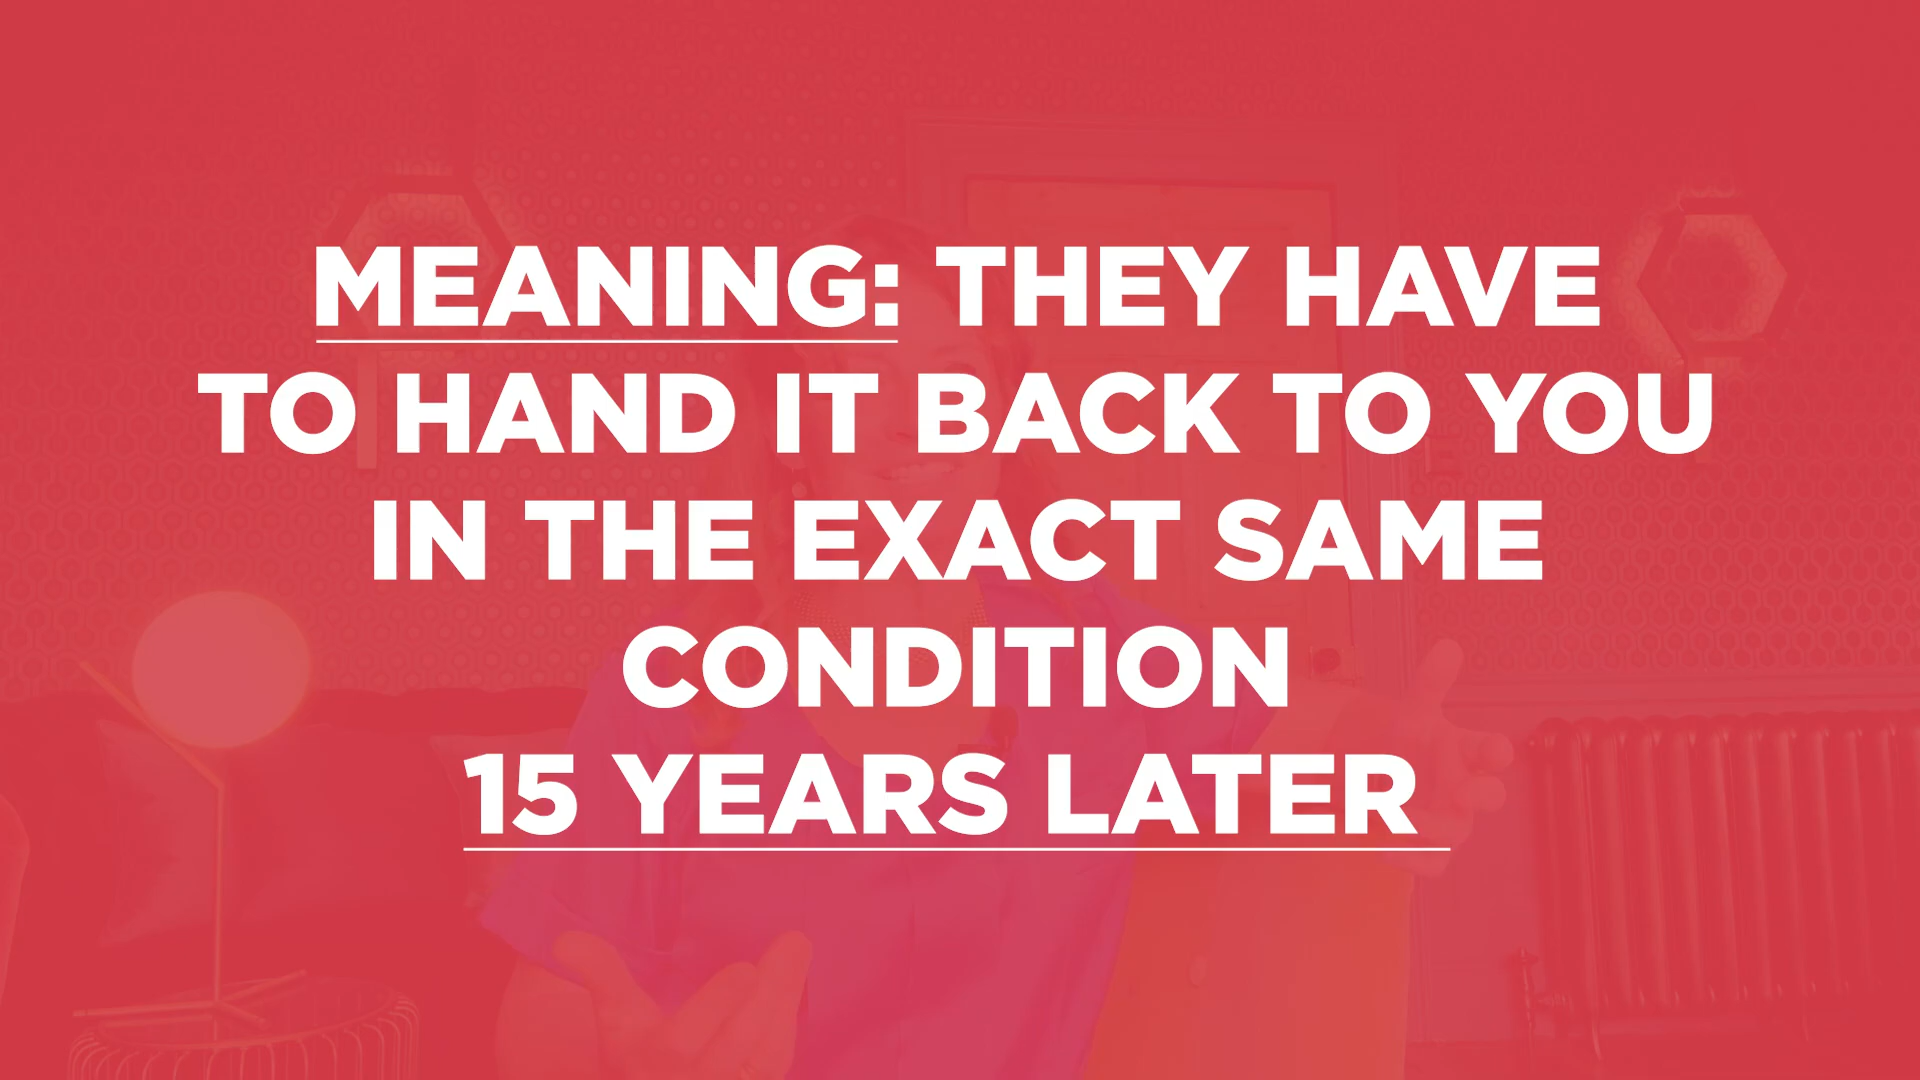 MEANING: THEY HAVE
TO HAND IT BACK TO YOU
IN THE EXACT SAME
CONDITION
15 YEARS LATER